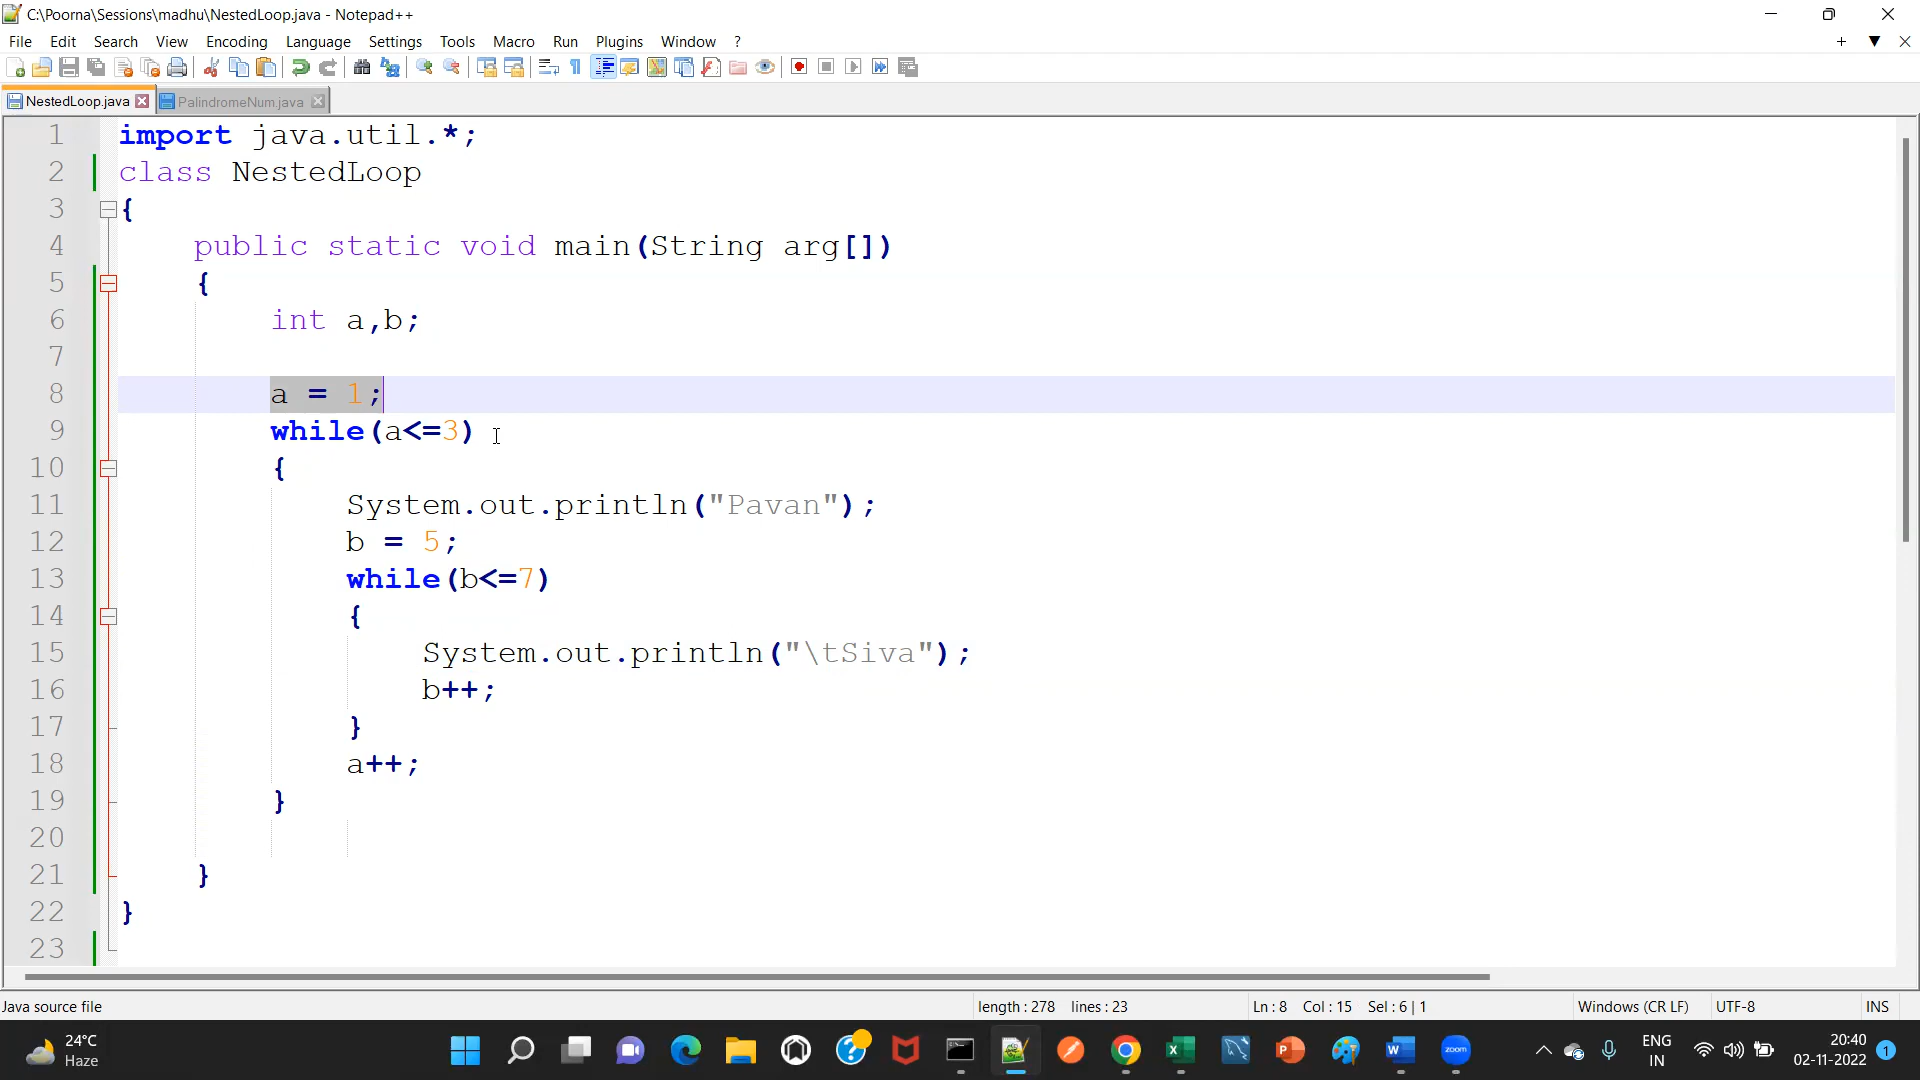 C:\Poorna\Sessions\madhu\NestedLoop.java - Notepad++
File Edit Search View Encoding Language Settings Tools Macro Run Plugins Window ?
NestedLoop.java PalindromeNum.java
1 import java.util.*;
2 class NestedLoop
3 {
4 public static void main(String arg[])
5 {
6 int a,b;
7
8 a = 1;
9 while(a<=3)
10 {
11 System.out.println("Pavan");
12 b = 5;
13 while(b<=7)
14 {
15 System.out.println("\tSiva");
16 b++;
17 }
18 a++;
19 }
20
21 }
22 }
23
Java source file length : 278 lines : 23 Ln : 8 Col : 15 Sel : 6 | 1 Windows (CR LF) UTF-8 INS
24°C
Haze
zoom
ENG
IN
20:40
02-11-2022
1